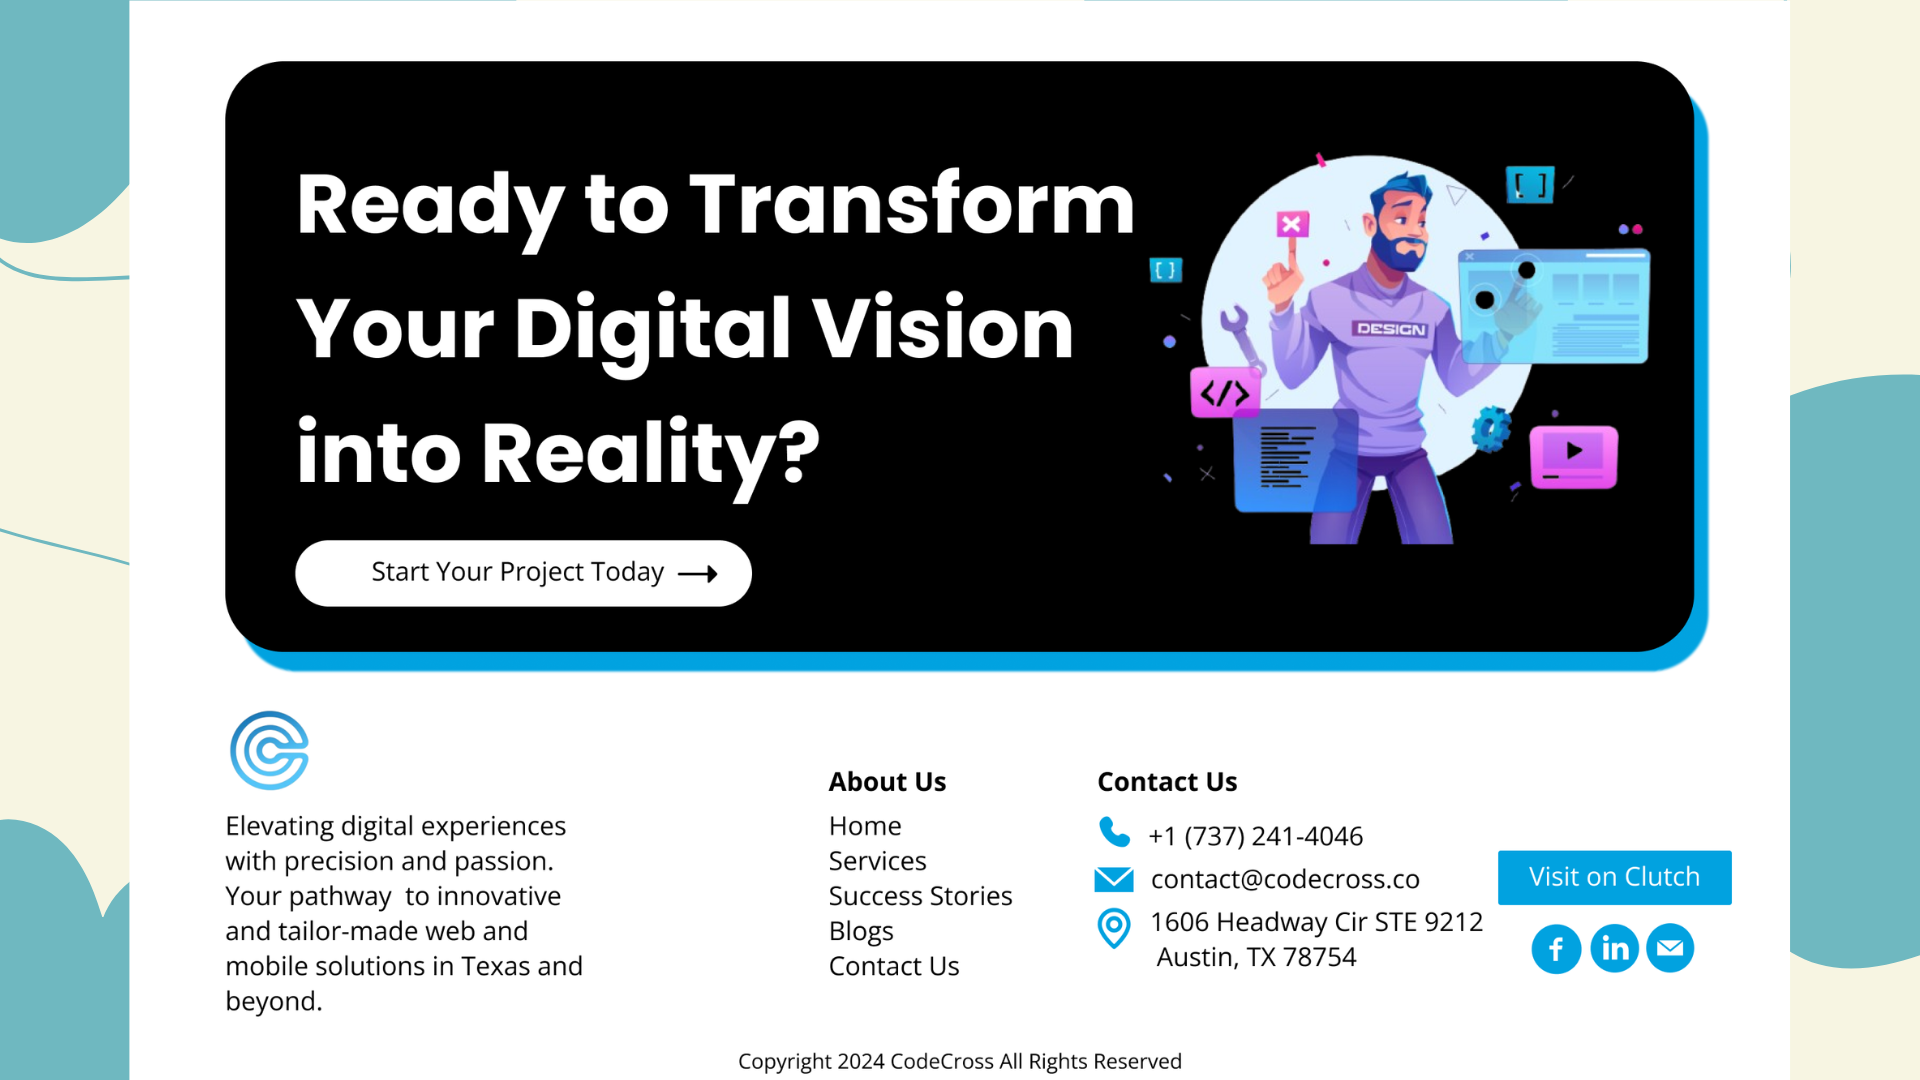 Ready to Transform
Your Digital Vision
into Reality?
Start Your Project Today
[ ]
[ ]
DESIGN
</>
Elevating digital experiences
with precision and passion.
Your pathway  to innovative
and tailor-made web and
mobile solutions in Texas and
beyond.
About Us
Home
Services
Success Stories
Blogs
Contact Us
Contact Us
+1 (737) 241-4046
contact@codecross.co
1606 Headway Cir STE 9212
Austin, TX 78754
Visit on Clutch
f
in
Copyright 2024 CodeCross All Rights Reserved